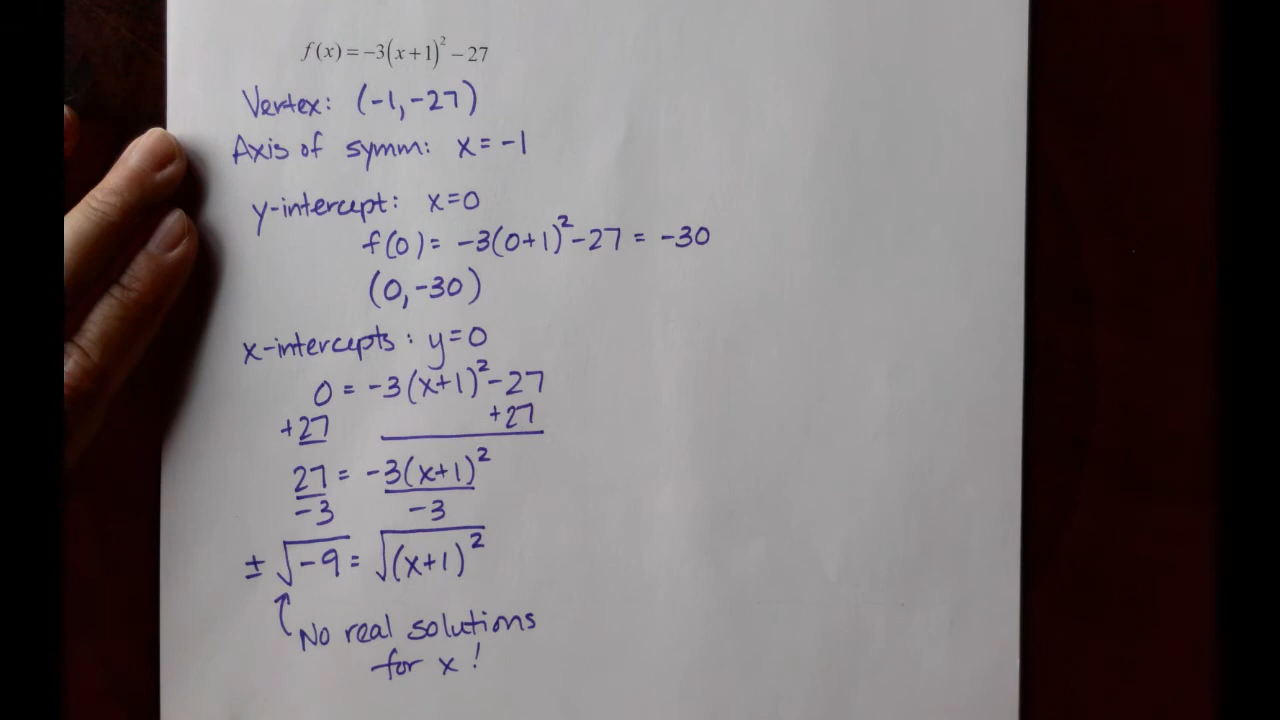 f(x)=−3(x+1)² − 27
Vertex: (-1,-27)
Axis of symm: x = -1
y-intercept: x=0
f(0) = -3(0+1)²-27 = -30
(0,-30)
x-intercepts: y=0
0 = -3(x+1)²-27
+27 +27
27 = -3(x+1)²
-3 -3
± √-9 = √(x+1)²
No real solutions
for x!